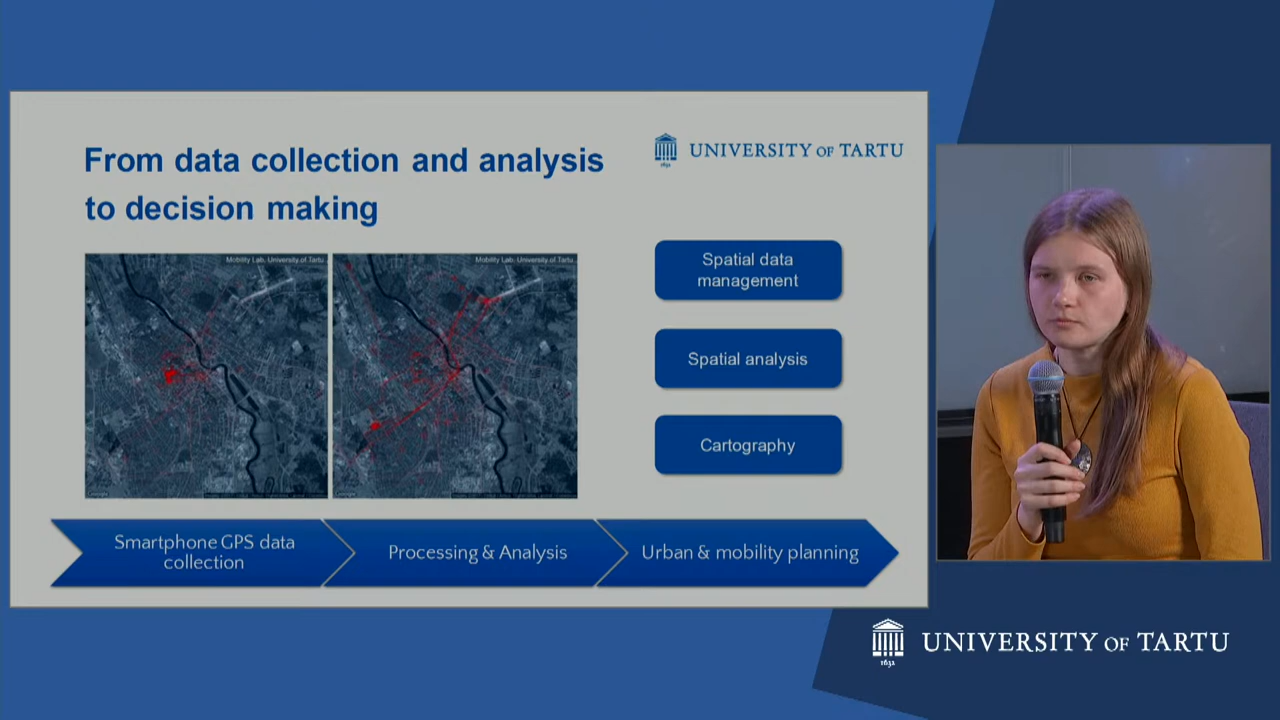 From data collection and analysis
to decision making
UNIVERSITY OF TARTU
1632
Mobility Lab, University of Tartu
Mobility Lab, University of Tartu
Spatial data
management
Spatial analysis
Cartography
Smartphone GPS data
collection
Processing & Analysis
Urban & mobility planning
UNIVERSITY OF TARTU
1632